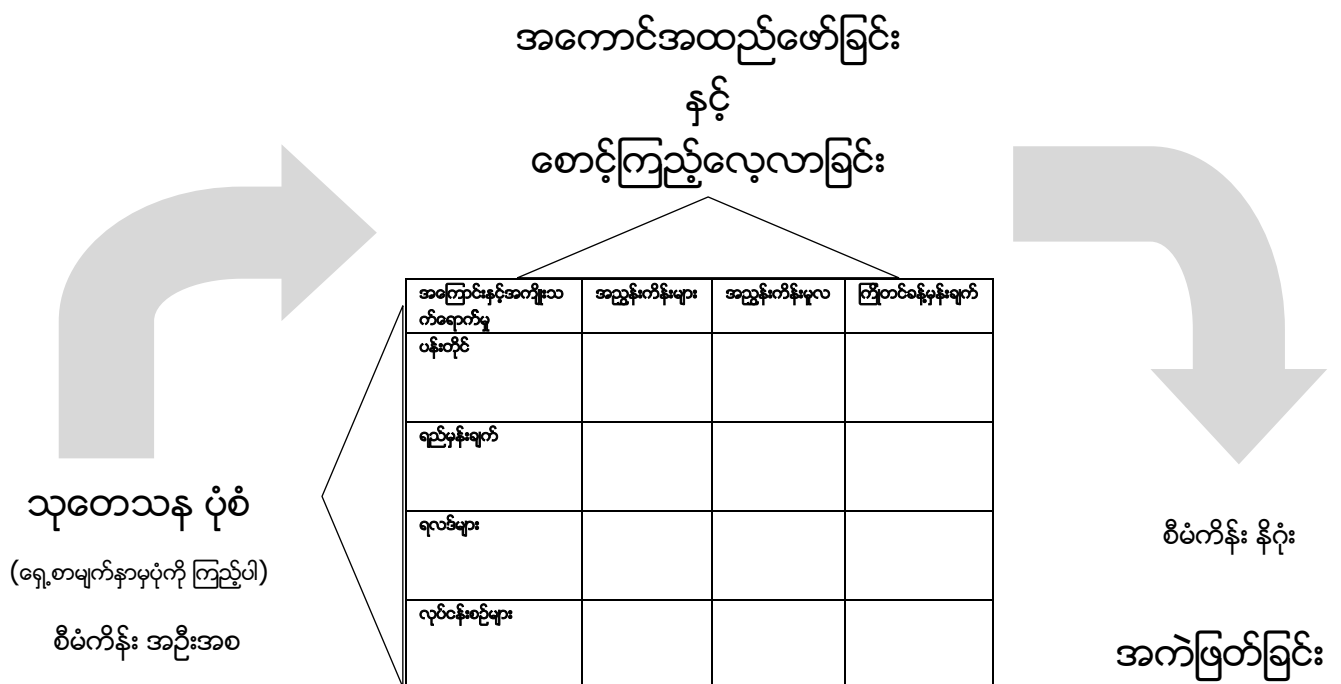 အကောင်အထည်ဖော်ခြင်း
နှင့်
စောင့်ကြည့်လေ့လာခြင်း
အကြောင်းနှင့်အကျိုးသ
က်ရောက်မှု
အညွှန်းကိန်းများ
အညွှန်းကိန်းမူလ
ကြိုတင်ခန့်မှန်းချက်
ပန်းတိုင်
ရည်မှန်းချက်
ရလဒ်များ
လုပ်ငန်းစဉ်များ
သုတေသန ပုံစံ
(ရှေ့စာမျက်နှာမှပုံကို ကြည့်ပါ)
စီမံကိန်း အဦးအစ
စီမံကိန်း နိဂုံး
အကဲဖြတ်ခြင်း